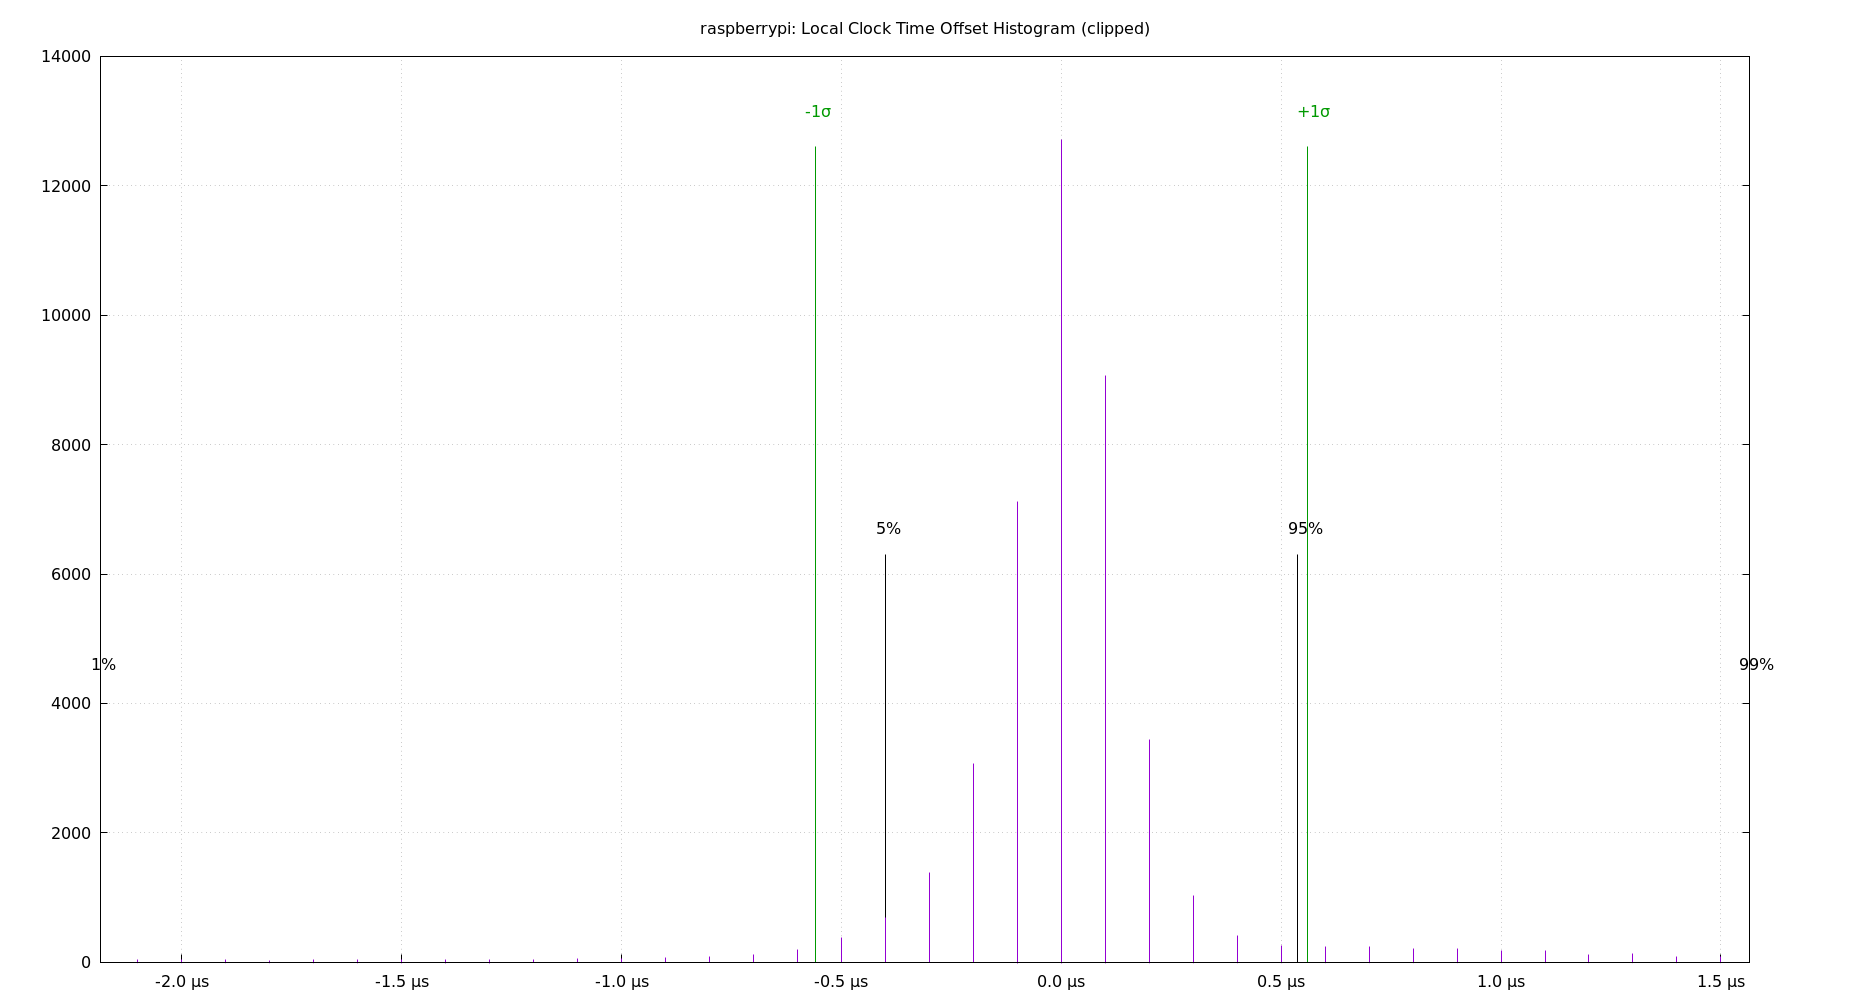 raspberrypi: Local Clock Time Offset Histogram (clipped)
14000
-1σ
+1σ
12000
10000
8000
5%
95%
6000
1%
99%
4000
2000
0
-2.0 µs
-1.5 µs
-1.0 µs
-0.5 µs
0.0 µs
0.5 µs
1.0 µs
1.5 µs